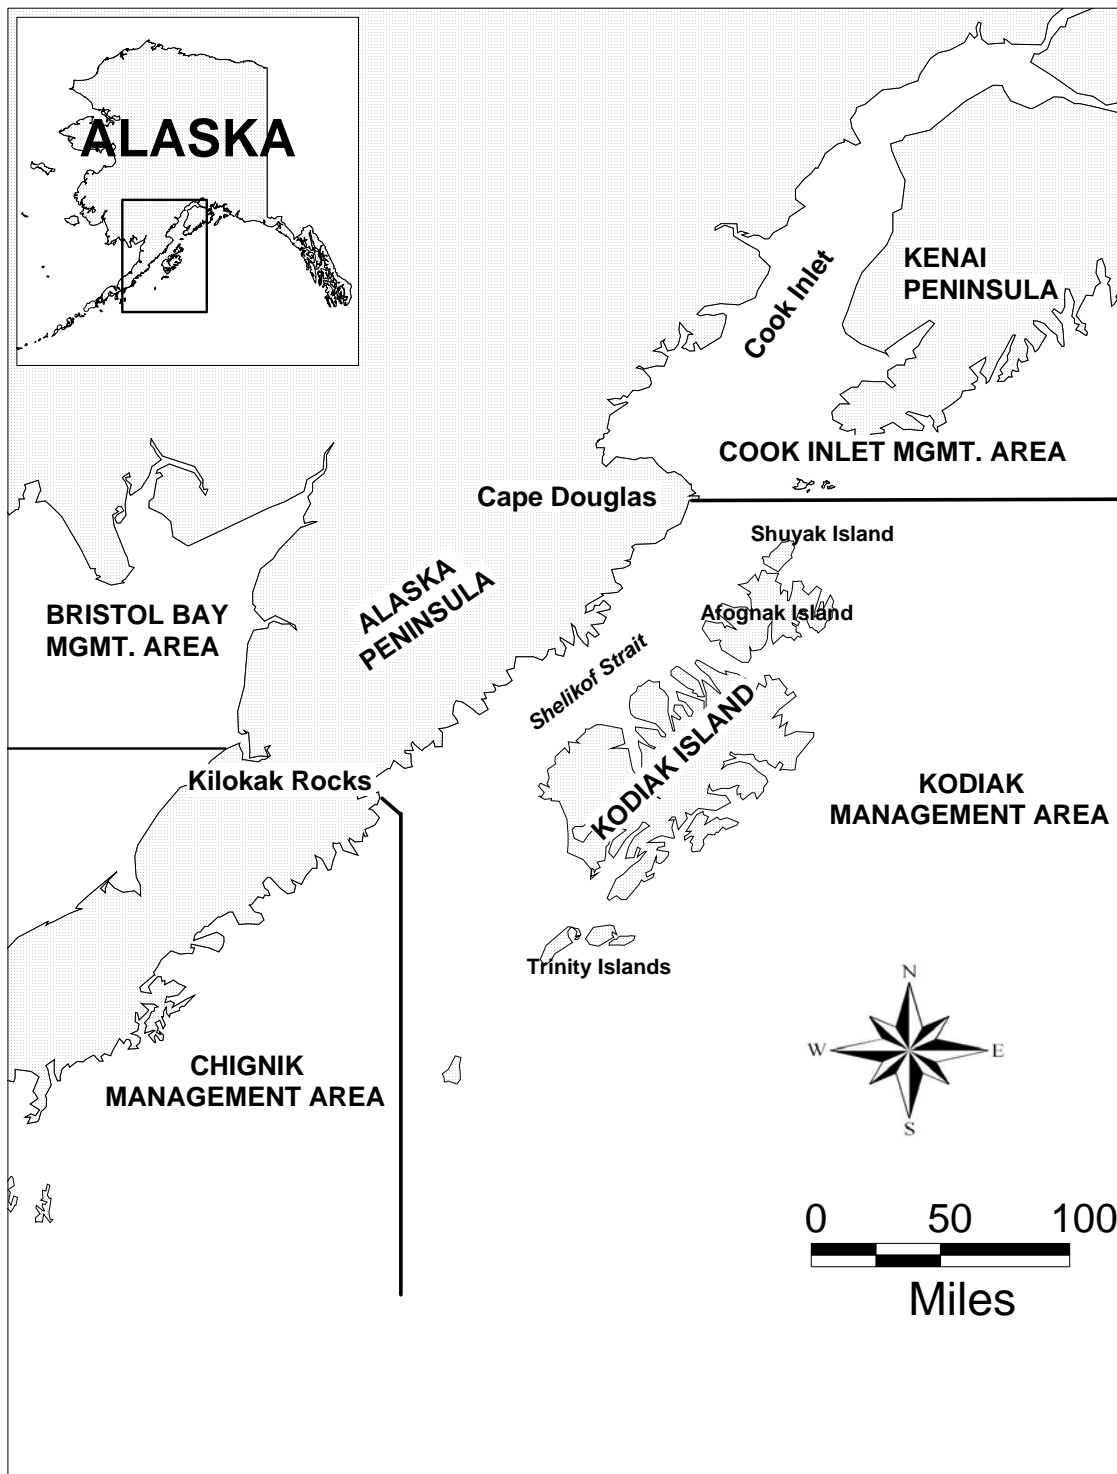 ALASKA
Cook Inlet
KENAI
PENINSULA
COOK INLET MGMT. AREA
Cape Douglas
Shuyak Island
ALASKA
PENINSULA
BRISTOL BAY
MGMT. AREA
Afognak Island
Shelikof Strait
KODIAK ISLAND
Kilokak Rocks
KODIAK
MANAGEMENT AREA
Trinity Islands
CHIGNIK
MANAGEMENT AREA
N
W
E
S
0 50 100
Miles